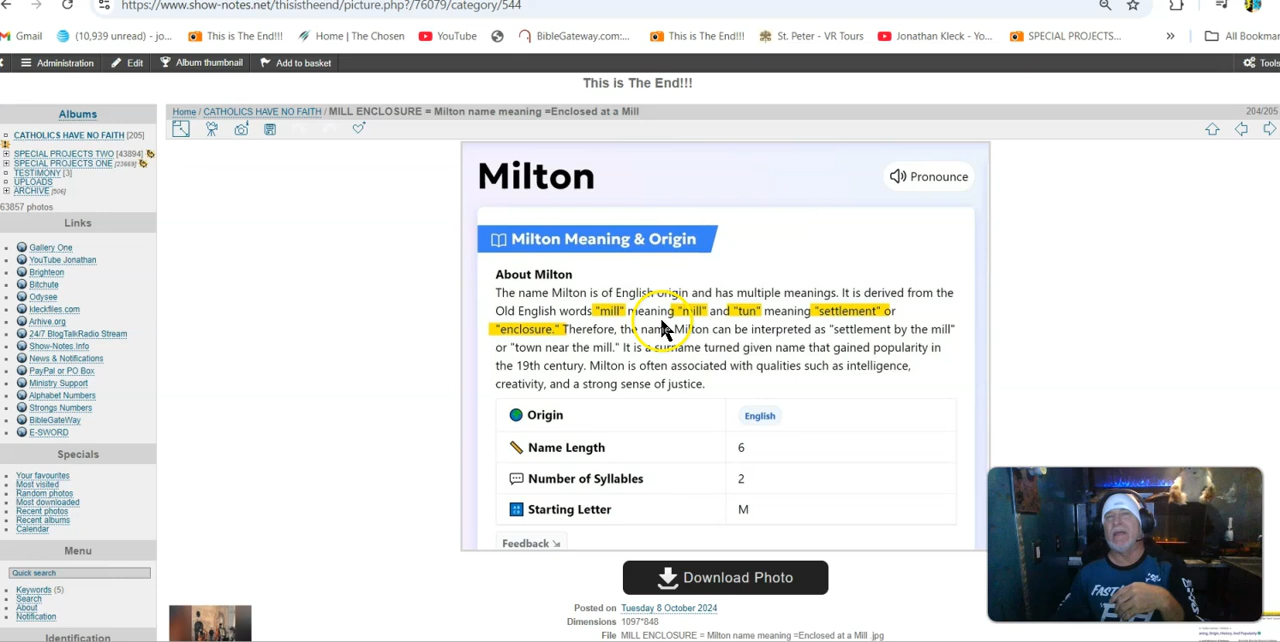 https://www.show-notes.net/thisistheend/picture.php?/76079/category/544
Gmail (10,939 unread) - jo... This is The End!!! Home | The Chosen YouTube BibleGateway.com:... This is The End!!! St. Peter - VR Tours Jonathan Kleck - Yo... SPECIAL PROJECTS... » All Bookmar
Administration Edit Album thumbnail Add to basket Tools
This is The End!!!
Albums
CATHOLICS HAVE NO FAITH [205]
SPECIAL PROJECTS TWO [43894]
SPECIAL PROJECTS ONE [23669]
TESTIMONY [3]
UPLOADS
ARCHIVE [506]
63857 photos
Links
Gallery One
YouTube Jonathan
Brighteon
Bitchute
Odysee
kleckfiles.com
Arhive.org
24/7 BlogTalkRadio Stream
Show-Notes.Info
News & Notifications
PayPal or PO Box
Ministry Support
Alphabet Numbers
Strongs Numbers
BibleGateWay
E-SWORD
Specials
Your favourites
Most visited
Random photos
Most downloaded
Recent photos
Recent albums
Calendar
Menu
Quick search
Keywords (5)
Search
About
Notification
Identification
Home / CATHOLICS HAVE NO FAITH / MILL ENCLOSURE = Milton name meaning =Enclosed at a Mill 204/205
Milton
Pronounce
Milton Meaning & Origin
About Milton
The name Milton is of English origin and has multiple meanings. It is derived from the
Old English words "mill" meaning "mill" and "tun" meaning "settlement" or
"enclosure." Therefore, the name Milton can be interpreted as "settlement by the mill"
or "town near the mill." It is a surname turned given name that gained popularity in
the 19th century. Milton is often associated with qualities such as intelligence,
creativity, and a strong sense of justice.
Origin English
Name Length 6
Number of Syllables 2
Starting Letter M
Feedback
Download Photo
Posted on Tuesday 8 October 2024
Dimensions 1097*848
File MILL ENCLOSURE = Milton name meaning =Enclosed at a Mill .jpg